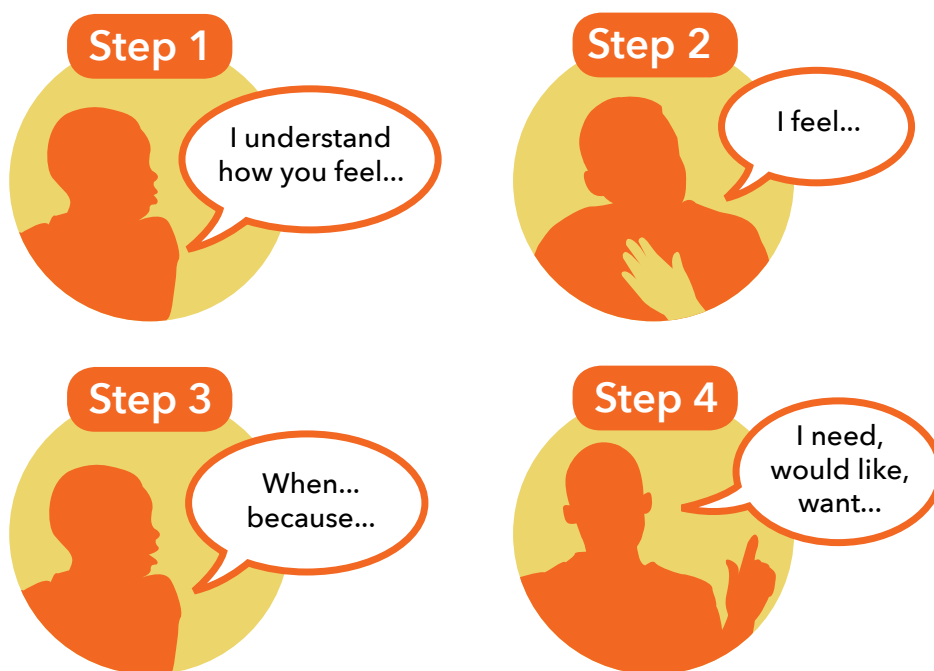 Step 1
I understand
how you feel...
Step 2
I feel...
Step 3
When...
because...
Step 4
I need,
would like,
want...